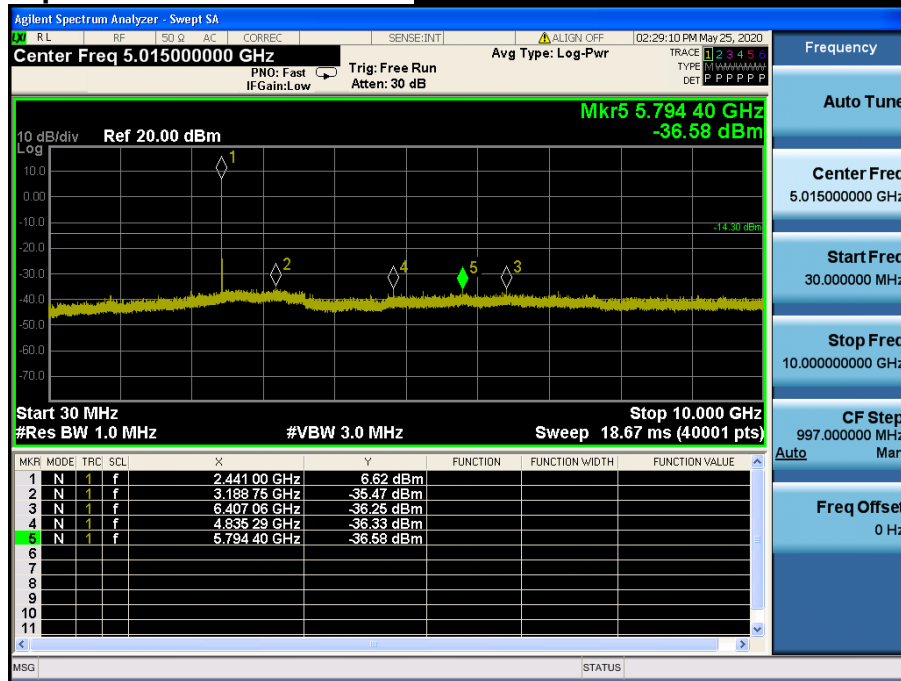 Agilent Spectrum Analyzer - Swept SA
LXI RL RF 50 Ω AC CORREC SENSE:INT ALIGN OFF 02:29:10 PM May 25, 2020
Center Freq 5.015000000 GHz Avg Type: Log-Pwr TRACE 1 2 3 4 5 6
PNO: Fast Trig: Free Run TYPE M W W W W W
IFGain:Low Atten: 30 dB DET P P P P P P
Mkr5 5.794 40 GHz
-36.58 dBm
10 dB/div Ref 20.00 dBm
Log
10.0
0.00
-10.0
-20.0
-30.0
-40.0
-50.0
-60.0
-70.0
1
2
4
5
3
-14.30 dBm
Start 30 MHz Stop 10.000 GHz
#Res BW 1.0 MHz #VBW 3.0 MHz Sweep 18.67 ms (40001 pts)
MKR MODE TRC SCL X Y FUNCTION FUNCTION WIDTH FUNCTION VALUE
1 N 1 f 2.441 00 GHz 6.62 dBm
2 N 1 f 3.188 75 GHz -35.47 dBm
3 N 1 f 6.407 06 GHz -36.25 dBm
4 N 1 f 4.835 29 GHz -36.33 dBm
5 N 1 f 5.794 40 GHz -36.58 dBm
6
7
8
9
10
11
MSG STATUS
Frequency
Auto Tune
Center Freq
5.015000000 GHz
Start Freq
30.000000 MHz
Stop Freq
10.000000000 GHz
CF Step
997.000000 MHz
Auto Man
Freq Offset
0 Hz